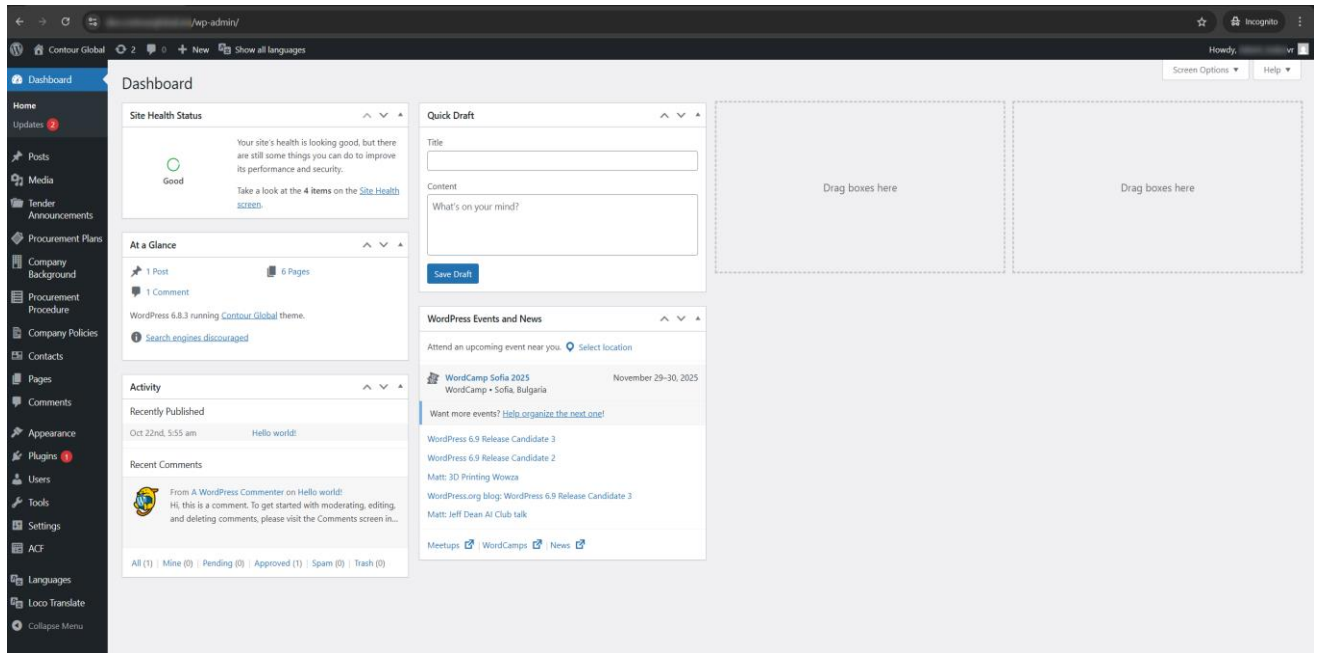 /wp-admin/
Incognito
Contour Global 2 0 New Show all languages
Howdy, vr
Dashboard
Home
Updates 2
Posts
Media
Tender
Announcements
Procurement Plans
Company
Background
Procurement
Procedure
Company Policies
Contacts
Pages
Comments
Appearance
Plugins 1
Users
Tools
Settings
ACF
Languages
Loco Translate
Collapse Menu
Screen Options ▼ Help ▼
Dashboard
Site Health Status
Good
Your site's health is looking good, but there
are still some things you can do to improve
its performance and security.
Take a look at the 4 items on the Site Health
screen.
At a Glance
1 Post 6 Pages
1 Comment
WordPress 6.8.3 running Contour Global theme.
Search engines discouraged
Activity
Recently Published
Oct 22nd, 5:55 am Hello world!
Recent Comments
From A WordPress Commenter on Hello world!
Hi, this is a comment. To get started with moderating, editing,
and deleting comments, please visit the Comments screen in...
All (1) | Mine (0) | Pending (0) | Approved (1) | Spam (0) | Trash (0)
Quick Draft
Title
Content
What's on your mind?
Save Draft
WordPress Events and News
Attend an upcoming event near you. Select location
WordCamp Sofia 2025 November 29–30, 2025
WordCamp • Sofia, Bulgaria
Want more events? Help organize the next one!
WordPress 6.9 Release Candidate 3
WordPress 6.9 Release Candidate 2
Matt: 3D Printing Wowza
WordPress.org blog: WordPress 6.9 Release Candidate 3
Matt: Jeff Dean AI Club talk
Meetups | WordCamps | News
Drag boxes here
Drag boxes here